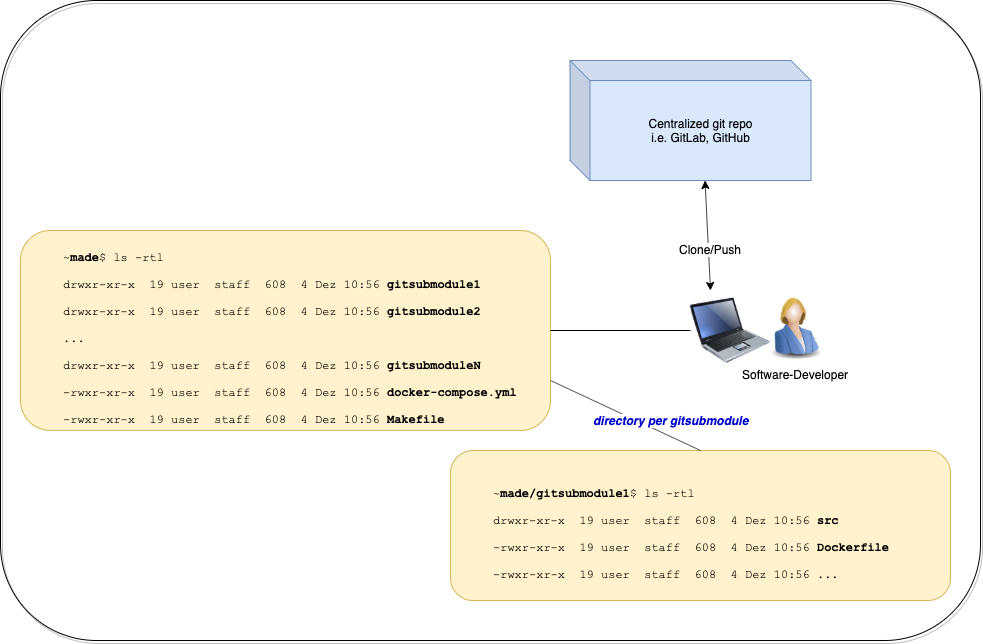 Centralized git repo
i.e. GitLab, GitHub
Clone/Push
Software-Developer
~made$ ls -rtl
drwxr-xr-x  19 user  staff  608  4 Dez 10:56 gitsubmodule1
drwxr-xr-x  19 user  staff  608  4 Dez 10:56 gitsubmodule2
...
drwxr-xr-x  19 user  staff  608  4 Dez 10:56 gitsubmoduleN
-rwxr-xr-x  19 user  staff  608  4 Dez 10:56 docker-compose.yml
-rwxr-xr-x  19 user  staff  608  4 Dez 10:56 Makefile
directory per gitsubmodule
~made/gitsubmodule1$ ls -rtl
drwxr-xr-x  19 user  staff  608  4 Dez 10:56 src
-rwxr-xr-x  19 user  staff  608  4 Dez 10:56 Dockerfile
-rwxr-xr-x  19 user  staff  608  4 Dez 10:56 ...